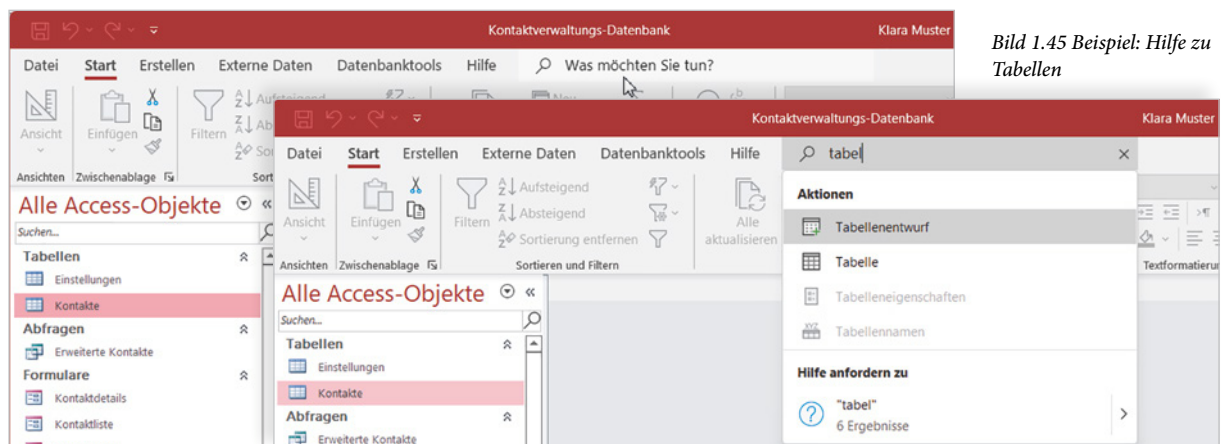 Kontaktverwaltungs-Datenbank
Klara Muster
Datei Start Erstellen Externe Daten Datenbanktools Hilfe Was möchten Sie tun?
Ansicht
Einfügen
Filtern
Ansichten Zwischenablage
Alle Access-Objekte
Suchen...
Tabellen
Einstellungen
Kontakte
Abfragen
Erweiterte Kontakte
Formulare
Kontaktdetails
Kontaktliste
Bild 1.45 Beispiel: Hilfe zu
Tabellen
Kontaktverwaltungs-Datenbank
Klara Muster
Datei Start Erstellen Externe Daten Datenbanktools Hilfe tabel
Ansicht
Einfügen
Filtern
Aufsteigend
Absteigend
Sortierung entfernen
Alle
aktualisieren
Ansichten Zwischenablage Sortieren und Filtern
Alle Access-Objekte
Suchen...
Tabellen
Einstellungen
Kontakte
Abfragen
Erweiterte Kontakte
Aktionen
Tabellenentwurf
Tabelle
Tabelleneigenschaften
Tabellennamen
Hilfe anfordern zu
"tabel"
6 Ergebnisse